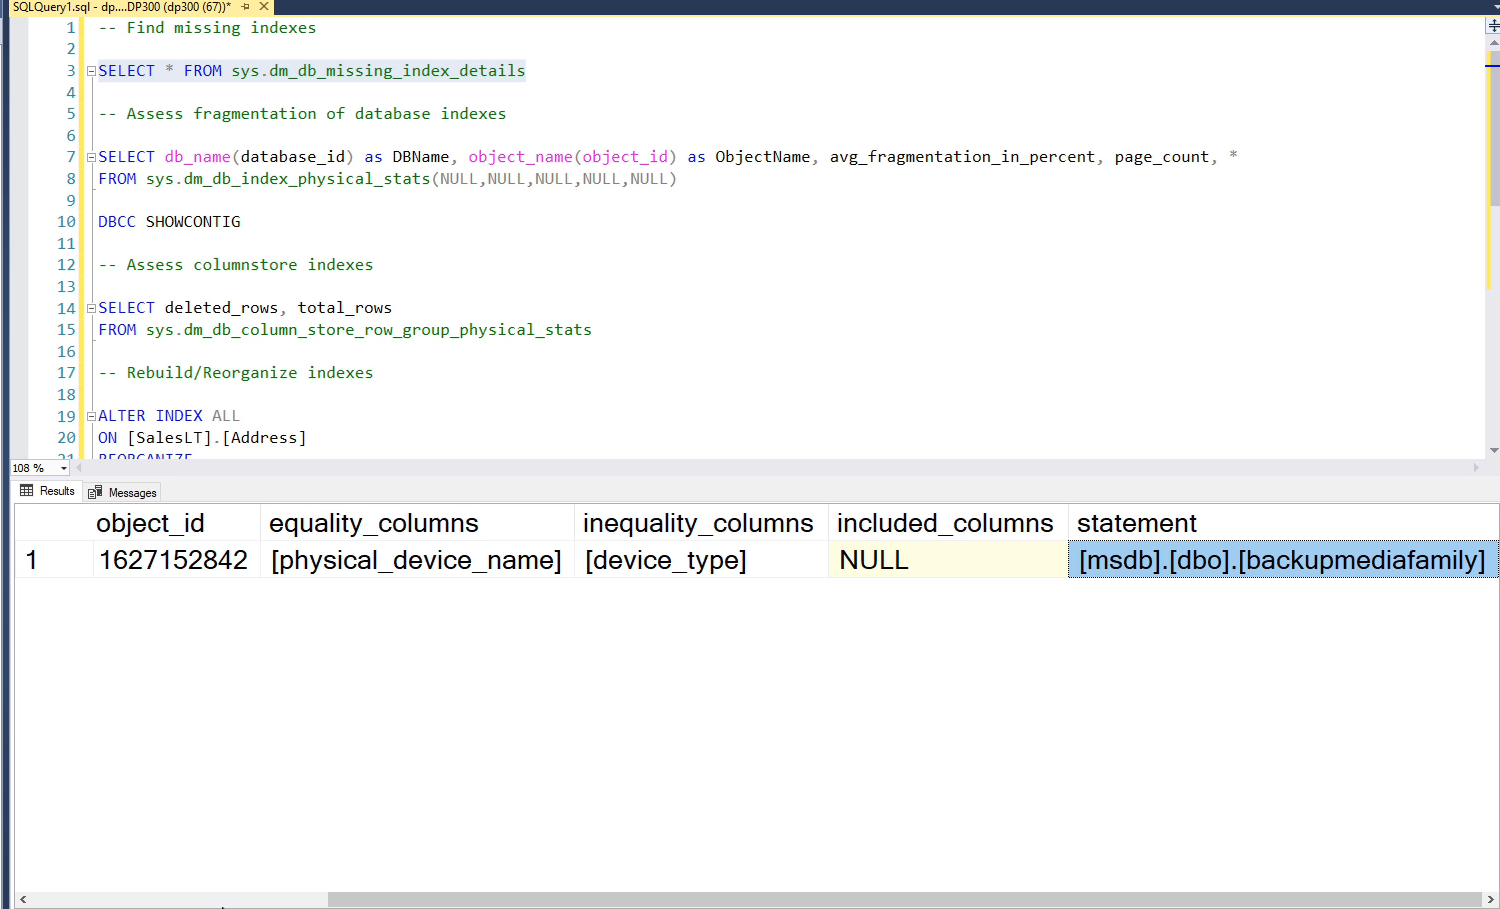 SQLQuery1.sql - dp....DP300 (dp300 (67))*
1 -- Find missing indexes
2
3 SELECT * FROM sys.dm_db_missing_index_details
4
5 -- Assess fragmentation of database indexes
6
7 SELECT db_name(database_id) as DBName, object_name(object_id) as ObjectName, avg_fragmentation_in_percent, page_count, *
8 FROM sys.dm_db_index_physical_stats(NULL,NULL,NULL,NULL,NULL)
9
10 DBCC SHOWCONTIG
11
12 -- Assess columnstore indexes
13
14 SELECT deleted_rows, total_rows
15 FROM sys.dm_db_column_store_row_group_physical_stats
16
17 -- Rebuild/Reorganize indexes
18
19 ALTER INDEX ALL
20 ON [SalesLT].[Address]
21 REORGANIZE
108 %
Results Messages
object_id equality_columns inequality_columns included_columns statement
1 1627152842 [physical_device_name] [device_type] NULL [msdb].[dbo].[backupmediafamily]